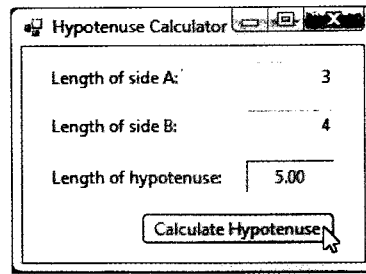 Hypotenuse Calculator
Length of side A: 3
Length of side B: 4
Length of hypotenuse: 5.00
Calculate Hypotenuse